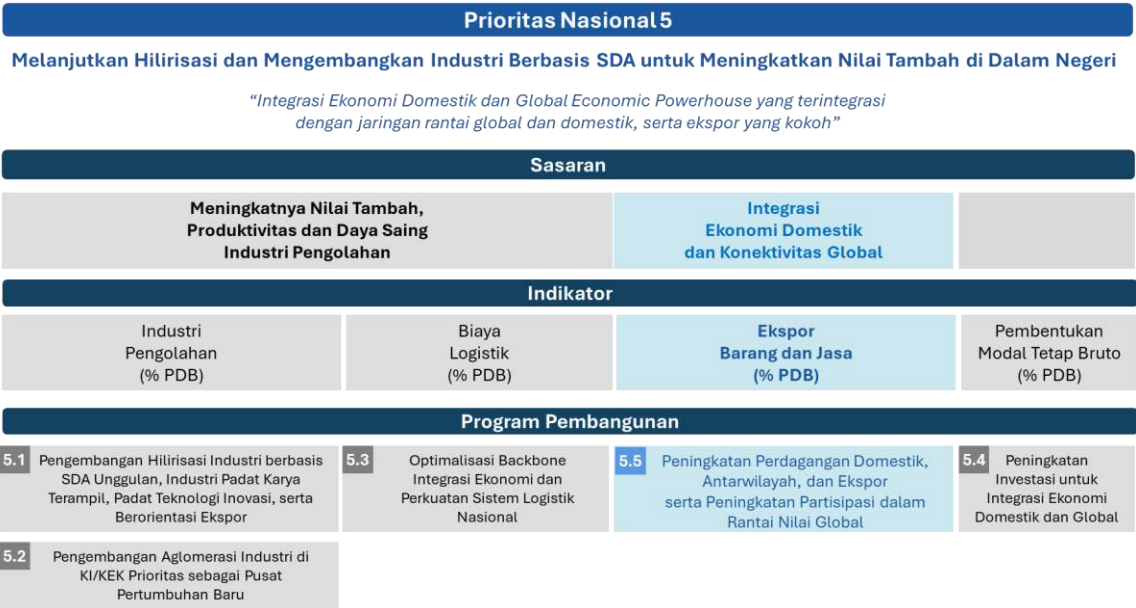 Prioritas Nasional 5
Melanjutkan Hilirisasi dan Mengembangkan Industri Berbasis SDA untuk Meningkatkan Nilai Tambah di Dalam Negeri
“Integrasi Ekonomi Domestik dan Global Economic Powerhouse yang terintegrasi
dengan jaringan rantai global dan domestik, serta ekspor yang kokoh”
Sasaran
Meningkatnya Nilai Tambah,
Produktivitas dan Daya Saing
Industri Pengolahan
Integrasi
Ekonomi Domestik
dan Konektivitas Global
Indikator
Industri
Pengolahan
(% PDB)
Biaya
Logistik
(% PDB)
Ekspor
Barang dan Jasa
(% PDB)
Pembentukan
Modal Tetap Bruto
(% PDB)
Program Pembangunan
5.1 Pengembangan Hilirisasi Industri berbasis
SDA Unggulan, Industri Padat Karya
Terampil, Padat Teknologi Inovasi, serta
Berorientasi Ekspor
5.3 Optimalisasi Backbone
Integrasi Ekonomi dan
Perkuatan Sistem Logistik
Nasional
5.5 Peningkatan Perdagangan Domestik,
Antarwilayah, dan Ekspor
serta Peningkatan Partisipasi dalam
Rantai Nilai Global
5.4 Peningkatan
Investasi untuk
Integrasi Ekonomi
Domestik dan Global
5.2 Pengembangan Aglomerasi Industri di
KI/KEK Prioritas sebagai Pusat
Pertumbuhan Baru